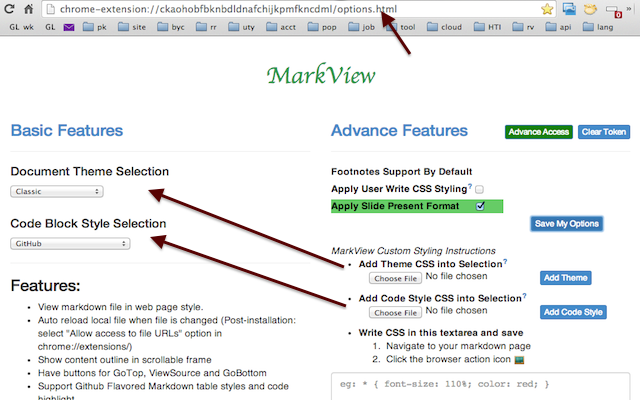 chrome-extension://ckaohobfbknbdldnafchijkpmfkncdml/options.html
GL wk uu pk site byc acct pop job tool cloud HTI rv api lang
MarkView
Basic Features
Document Theme Selection
Classic
Code Block Style Selection
GitHub
Features:
• View markdown file in web page style.
• Auto reload local file when file is changed (Post-installation:
select "Allow access to file URLs" option in
chrome://extensions/)
• Show content outline in scrollable frame
• Have buttons for GoTop, ViewSource and GoBottom
• Support Github Flavored Markdown table styles and code
highlight
Advance Features
Advance Access
Clear Token
Footnotes Support By Default
Apply User Write CSS Styling?
Apply Slide Present Format
Save My Options
MarkView Custom Styling Instructions
• Add Theme CSS into Selection?
Choose File No file chosen
Add Theme
• Add Code Style CSS into Selection?
Choose File No file chosen
Add Code Style
• Write CSS in this textarea and save
1. Navigate to your markdown page
2. Click the browser action icon
eg: * { font-size: 110%; color: red; }